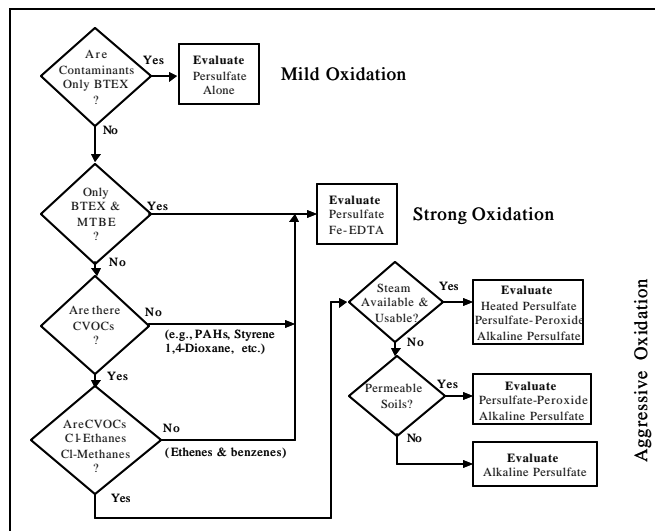 Are
Contaminants
Only BTEX
?
Yes
Evaluate
Persulfate
Alone
Mild Oxidation
No
Only
BTEX &
MTBE
?
Yes
Evaluate
Persulfate
Fe-EDTA
Strong Oxidation
No
Are there
CVOCs
?
No
(e.g., PAHs, Styrene
1,4-Dioxane, etc.)
Yes
Are CVOCs
Cl-Ethanes
Cl-Methanes
?
No
(Ethenes & benzenes)
Yes
Steam
Available &
Usable?
Yes
Evaluate
Heated Persulfate
Persulfate-Peroxide
Alkaline Persulfate
No
Permeable
Soils?
Yes
Evaluate
Persulfate-Peroxide
Alkaline Persulfate
No
Evaluate
Alkaline Persulfate
Aggressive Oxidation